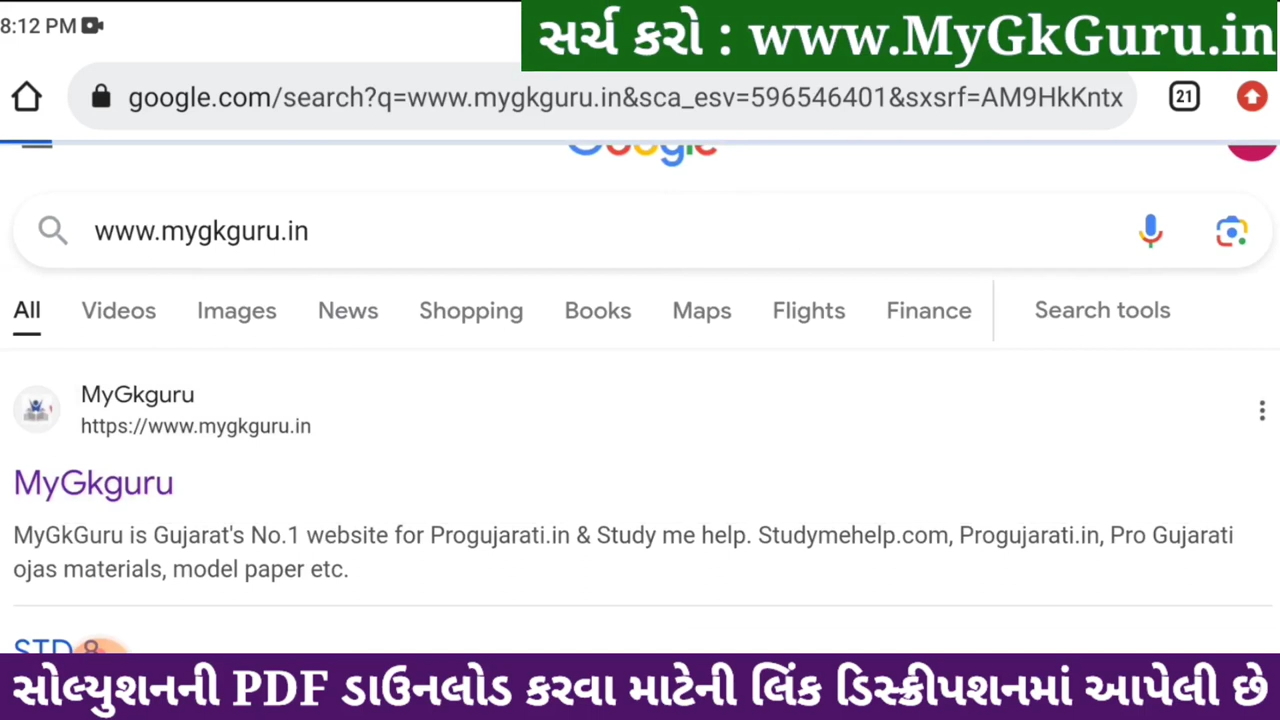 8:12 PM
સર્ચ કરો : www.MyGkGuru.in
google.com/search?q=www.mygkguru.in&sca_esv=596546401&sxsrf=AM9HkKntx
21
Google
www.mygkguru.in
All Videos Images News Shopping Books Maps Flights Finance Search tools
MyGkguru
https://www.mygkguru.in
MyGkguru
MyGkGuru is Gujarat's No.1 website for Progujarati.in & Study me help. Studymehelp.com, Progujarati.in, Pro Gujarati
ojas materials, model paper etc.
STD 8
સોલ્યુશનની PDF ડાઉનલોડ કરવા માટેની લિંક ડિસ્ક્રીપશનમાં આપેલી છે